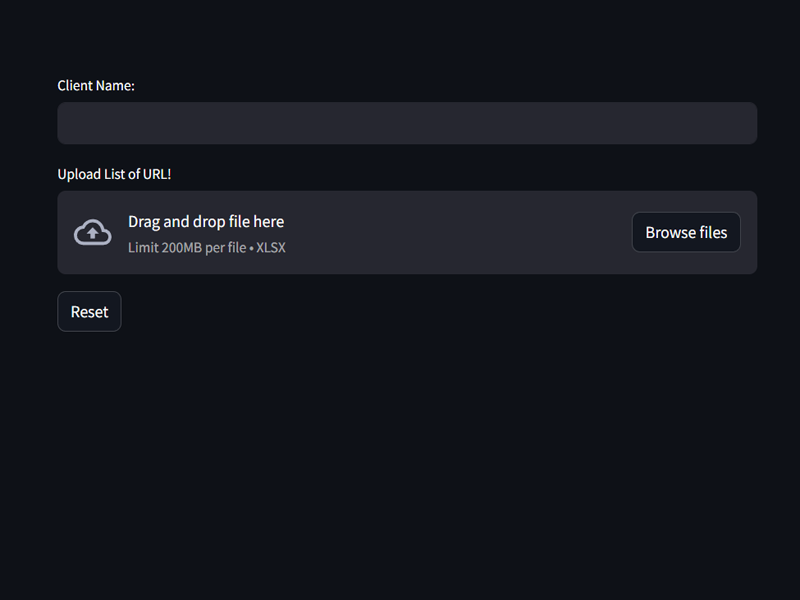 Client Name:
Upload List of URL!
Drag and drop file here
Limit 200MB per file • XLSX
Browse files
Reset